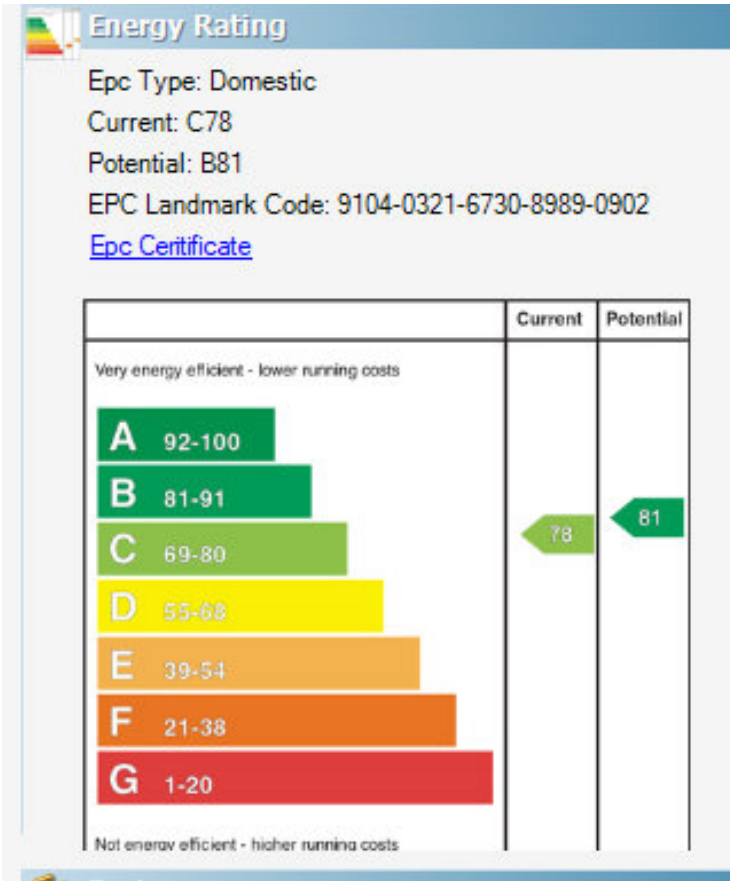 Energy Rating
Epc Type: Domestic
Current: C78
Potential: B81
EPC Landmark Code: 9104-0321-6730-8989-0902
Epc Ceritificate
Current Potential
Very energy efficient - lower running costs
A 92-100
B 81-91
C 69-80
D 55-68
E 39-54
F 21-38
G 1-20
78
81
Not energy efficient - higher running costs